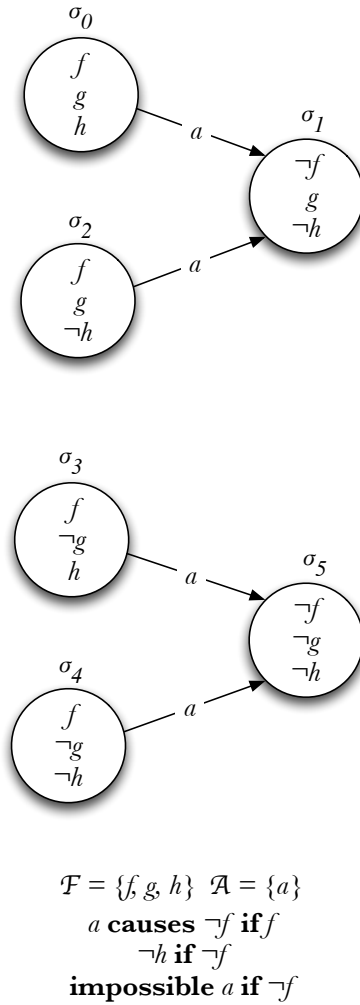 σ0
f
g
h
a
σ1
¬f
g
¬h
σ2
f
g
¬h
a
σ3
f
¬g
h
a
σ5
¬f
¬g
¬h
σ4
f
¬g
¬h
a
ℱ = {f, g, h} 𝒜 = {a}
a causes ¬f if f
¬h if ¬f
impossible a if ¬f